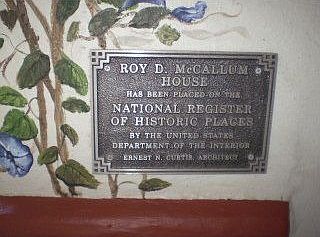 ROY D. McCALLUM
HOUSE
HAS BEEN PLACED ON THE
NATIONAL REGISTER
OF HISTORIC PLACES
BY THE UNITED STATES
DEPARTMENT OF THE INTERIOR
ERNEST N. CURTIS, ARCHITECT